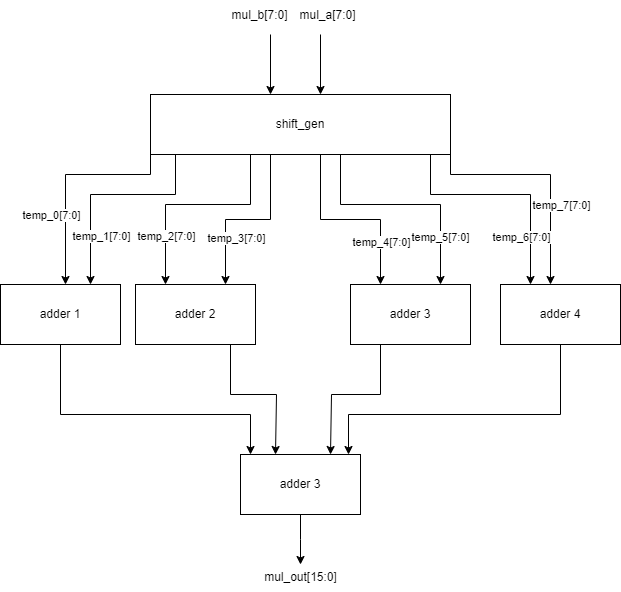 mul_b[7:0] mul_a[7:0]
shift_gen
temp_7[7:0]
temp_0[7:0]
temp_1[7:0] temp_2[7:0] temp_3[7:0] temp_4[7:0] temp_5[7:0] temp_6[7:0]
adder 1 adder 2 adder 3 adder 4
adder 3
mul_out[15:0]